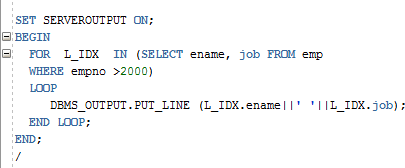 SET SERVEROUTPUT ON;
BEGIN
FOR L_IDX IN (SELECT ename, job FROM emp
WHERE empno >2000)
LOOP
DBMS_OUTPUT.PUT_LINE (L_IDX.ename||' '||L_IDX.job);
END LOOP;
END;
/